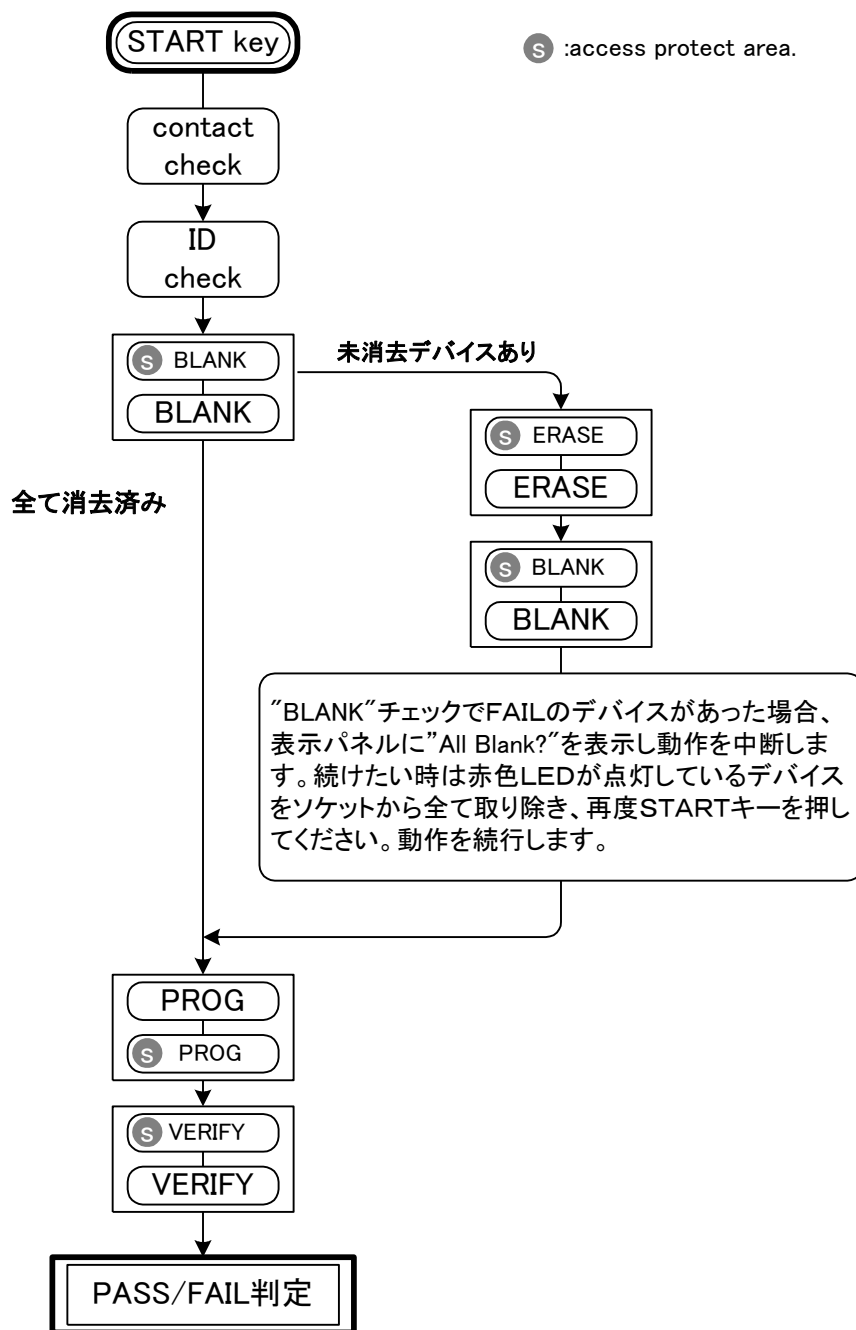 START key
S :access protect area.
contact
check
ID
check
S BLANK
BLANK
未消去デバイスあり
S ERASE
ERASE
全て消去済み
S BLANK
BLANK
"BLANK"チェックでFAILのデバイスがあった場合、
表示パネルに"All Blank?"を表示し動作を中断しま
す。続けたい時は赤色LEDが点灯しているデバイス
をソケットから全て取り除き、再度STARTキーを押し
てください。動作を続行します。
PROG
S PROG
S VERIFY
VERIFY
PASS/FAIL判定